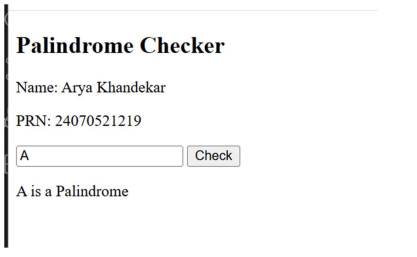 Palindrome Checker
Name: Arya Khandekar
PRN: 24070521219
A Check
A is a Palindrome